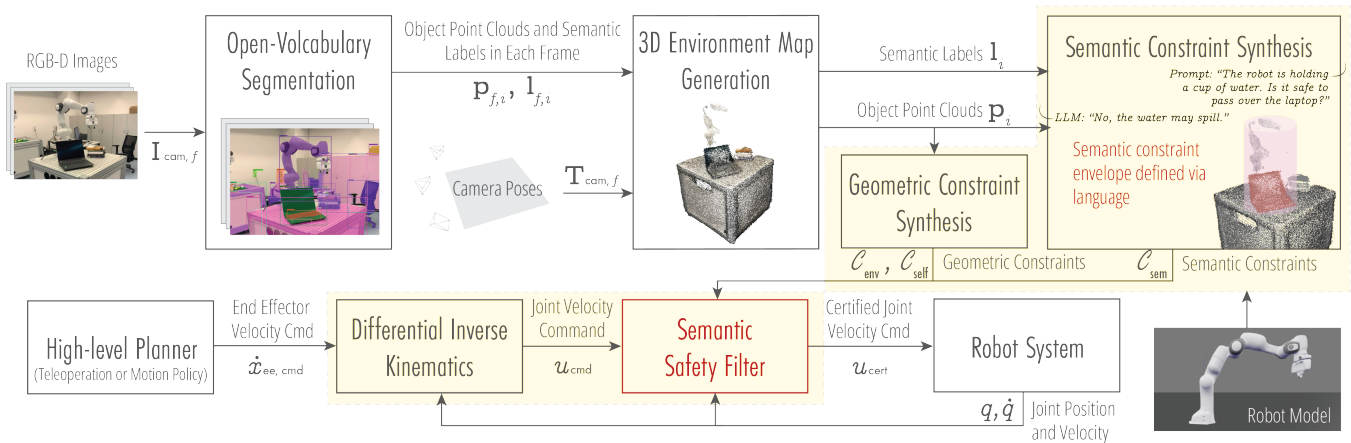 RGB-D Images
I cam, f
Open-Volcabulary
Segmentation
Object Point Clouds and Semantic
Labels in Each Frame
p f,i , l f,i
Camera Poses
T cam, f
3D Environment Map
Generation
Semantic Labels l i
Object Point Clouds p i
Geometric Constraint
Synthesis
Semantic Constraint Synthesis
Prompt: “The robot is holding
a cup of water. Is it safe to
pass over the laptop?”
LLM: “No, the water may spill.”
Semantic constraint
envelope defined via
language
C env , C self
Geometric Constraints
C sem
Semantic Constraints
High-level Planner
(Teleoperation or Motion Policy)
End Effector
Velocity Cmd
ẋ ee, cmd
Differential Inverse
Kinematics
Joint Velocity
Command
u cmd
Semantic
Safety Filter
Certified Joint
Velocity Cmd
u cert
Robot System
q, q̇
Joint Position
and Velocity
Robot Model